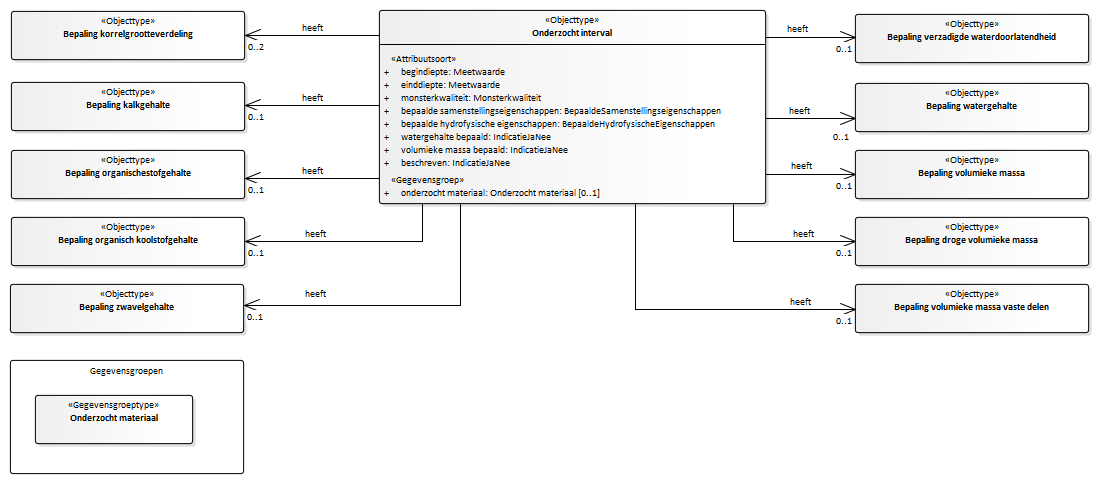 «Objecttype»
Bepaling korrelgrootteverdeling
heeft
0..2
«Objecttype»
Bepaling kalkgehalte
heeft
0..1
«Objecttype»
Bepaling organischestofgehalte
heeft
0..1
«Objecttype»
Bepaling organisch koolstofgehalte
heeft
0..1
«Objecttype»
Bepaling zwavelgehalte
heeft
0..1
«Objecttype»
Onderzocht interval
«Attribuutsoort»
+ begindiepte: Meetwaarde
+ einddiepte: Meetwaarde
+ monsterkwaliteit: Monsterkwaliteit
+ bepaalde samenstellingseigenschappen: BepaaldeSamenstellingseigenschappen
+ bepaalde hydrofysische eigenschappen: BepaaldeHydrofysischeEigenschappen
+ watergehalte bepaald: IndicatieJaNee
+ volumieke massa bepaald: IndicatieJaNee
+ beschreven: IndicatieJaNee
«Gegevensgroep»
+ onderzocht materiaal: Onderzocht materiaal [0..1]
heeft
0..1
«Objecttype»
Bepaling verzadigde waterdoorlatendheid
heeft
0..1
«Objecttype»
Bepaling watergehalte
heeft
0..1
«Objecttype»
Bepaling volumieke massa
heeft
0..1
«Objecttype»
Bepaling droge volumieke massa
heeft
0..1
«Objecttype»
Bepaling volumieke massa vaste delen
Gegevensgroepen
«Gegevensgroeptype»
Onderzocht materiaal